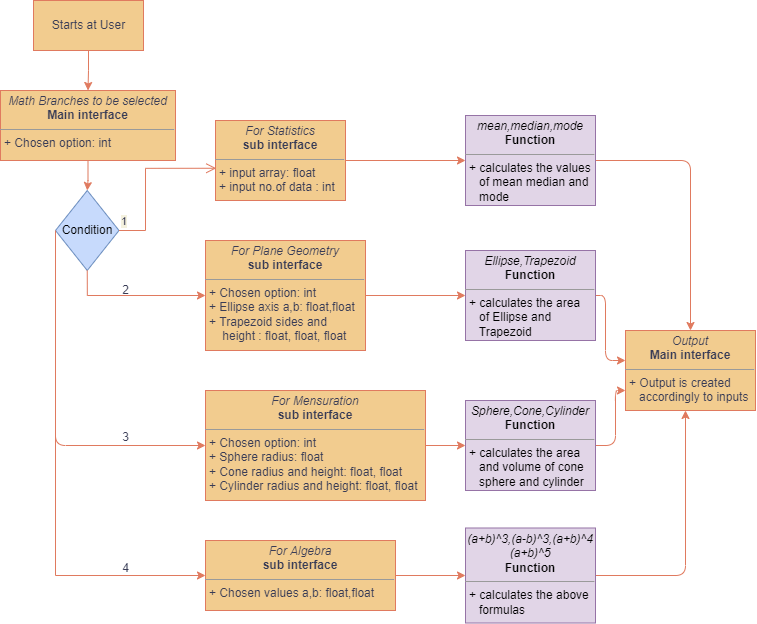 Starts at User
Math Branches to be selected
Main interface
+ Chosen option: int
Condition
1
For Statistics
sub interface
+ input array: float
+ input no.of data : int
mean,median,mode
Function
+ calculates the values
of mean median and
mode
2
For Plane Geometry
sub interface
+ Chosen option: int
+ Ellipse axis a,b: float,float
+ Trapezoid sides and
height : float, float, float
Ellipse,Trapezoid
Function
+ calculates the area
of Ellipse and
Trapezoid
Output
Main interface
+ Output is created
accordingly to inputs
3
For Mensuration
sub interface
+ Chosen option: int
+ Sphere radius: float
+ Cone radius and height: float, float
+ Cylinder radius and height: float, float
Sphere,Cone,Cylinder
Function
+ calculates the area
and volume of cone
sphere and cylinder
4
For Algebra
sub interface
+ Chosen values a,b: float,float
(a+b)^3,(a-b)^3,(a+b)^4
(a+b)^5
Function
+ calculates the above
formulas